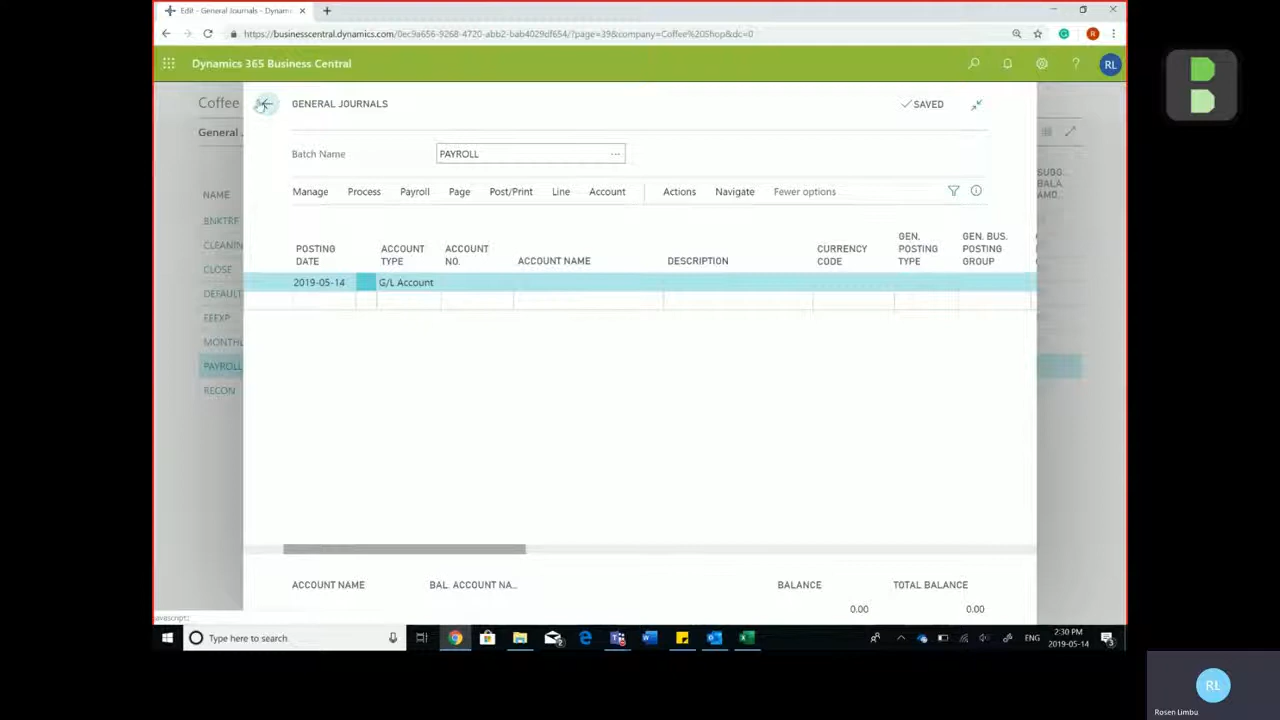 Edit - General Journals - Dynam
https://businesscentral.dynamics.com/0ec9a656-9268-4720-abb2-bab4029df654/?page=39&company=Coffee%20Shop&dc=0
R
Dynamics 365 Business Central
?
RL
Coffee
GENERAL JOURNALS
SAVED
General
Batch Name
PAYROLL
Manage
Process
Payroll
Page
Post/Print
Line
Account
Actions
Navigate
Fewer options
NAME
BNKTRF
CLEANIN
CLOSE
DEFAULT
EEEXP
MONTHL
PAYROLL
RECON
POSTING
DATE
ACCOUNT
TYPE
ACCOUNT
NO.
ACCOUNT NAME
DESCRIPTION
CURRENCY
CODE
GEN.
POSTING
TYPE
GEN. BUS.
POSTING
GROUP
SUGG...
BALA.
AMO.
2019-05-14
G/L Account
ACCOUNT NAME
BAL. ACCOUNT NA...
BALANCE
TOTAL BALANCE
0.00
0.00
Type here to search
ENG
2:30 PM
2019-05-14
RL
Rosen Limbu